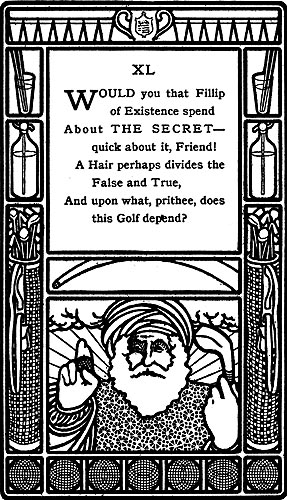 XL
WOULD you that Fillip
of Existence spend
About THE SECRET—
quick about it, Friend!
A Hair perhaps divides the
False and True,
And upon what, prithee, does
this Golf depend?